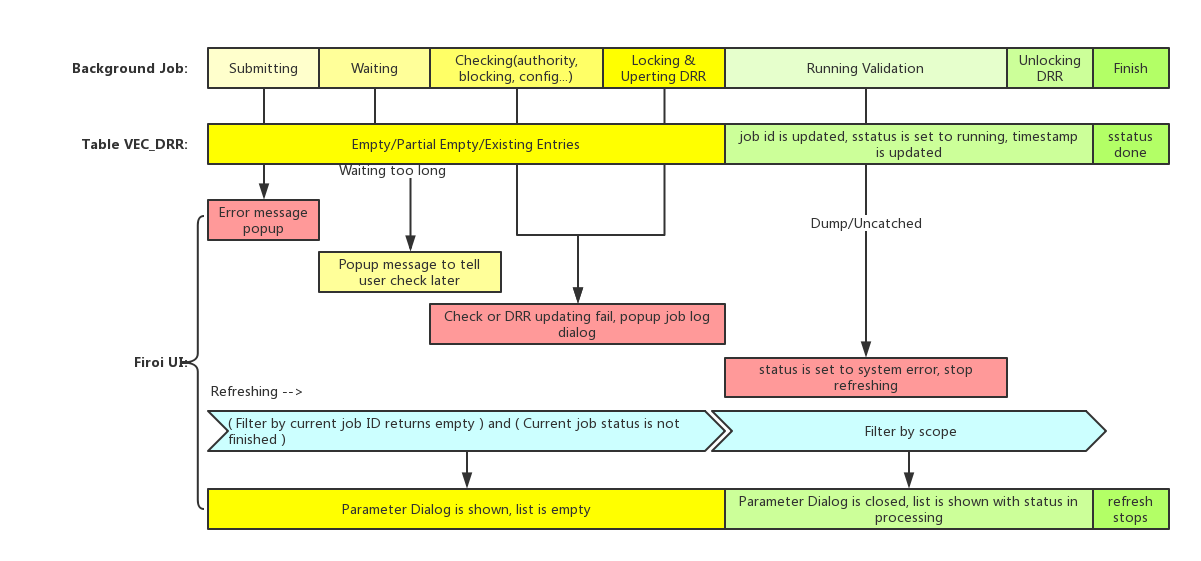 Background Job:
Submitting
Waiting
Checking(authority,
blocking, config...)
Locking &
Uperting DRR
Running Validation
Unlocking
DRR
Finish
Table VEC_DRR:
Empty/Partial Empty/Existing Entries
job id is updated, sstatus is set to running, timestamp
is updated
sstatus
done
Waiting too long
Error message
popup
Dump/Uncatched
Popup message to tell
user check later
Check or DRR updating fail, popup job log
dialog
Firoi UI:
status is set to system error, stop
refreshing
Refreshing -->
( Filter by current job ID returns empty ) and ( Current job status is not
finished )
Filter by scope
Parameter Dialog is shown, list is empty
Parameter Dialog is closed, list is shown with status in
processing
refresh
stops